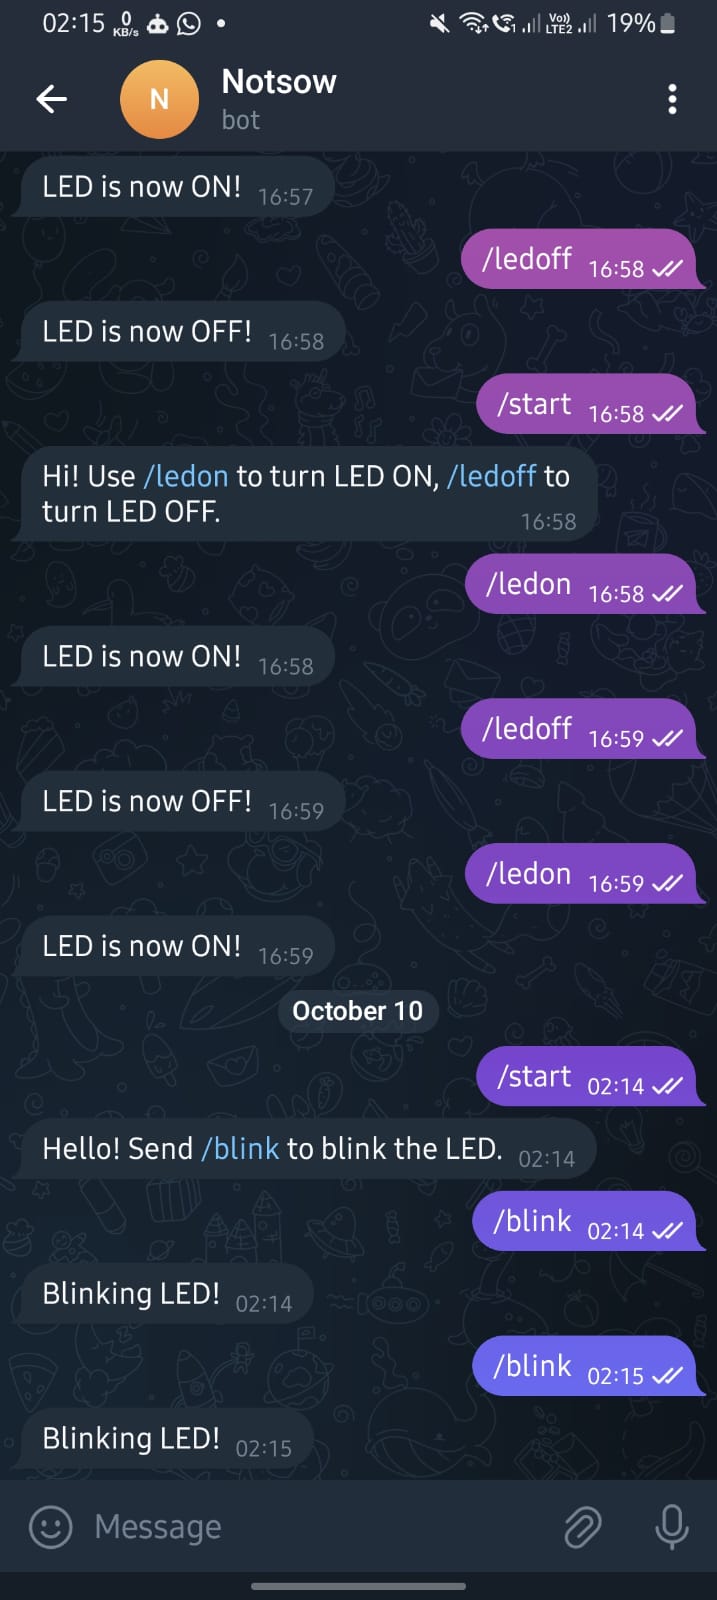 02:15 0 KB/s Vo)) LTE2 19%
N
Notsow
bot
LED is now ON! 16:57
/ledoff 16:58
LED is now OFF! 16:58
/start 16:58
Hi! Use /ledon to turn LED ON, /ledoff to
turn LED OFF. 16:58
/ledon 16:58
LED is now ON! 16:58
/ledoff 16:59
LED is now OFF! 16:59
/ledon 16:59
LED is now ON! 16:59
October 10
/start 02:14
Hello! Send /blink to blink the LED. 02:14
/blink 02:14
Blinking LED! 02:14
/blink 02:15
Blinking LED! 02:15
Message